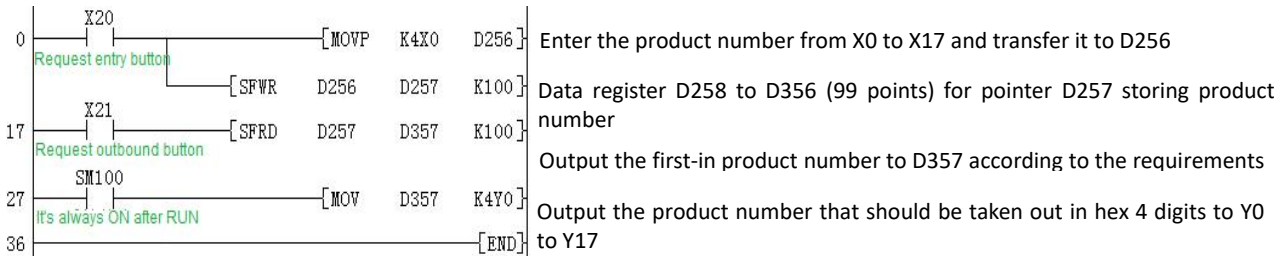 X20
0 [MOVP K4X0 D256] Enter the product number from X0 to X17 and transfer it to D256
Request entry button
[SFWR D256 D257 K100] Data register D258 to D356 (99 points) for pointer D257 storing product
number
X21
17 [SFRD D257 D357 K100]
Request outbound button
Output the first-in product number to D357 according to the requirements
SM100
27 [MOV D357 K4Y0]
It's always ON after RUN
Output the product number that should be taken out in hex 4 digits to Y0
36 [END] to Y17